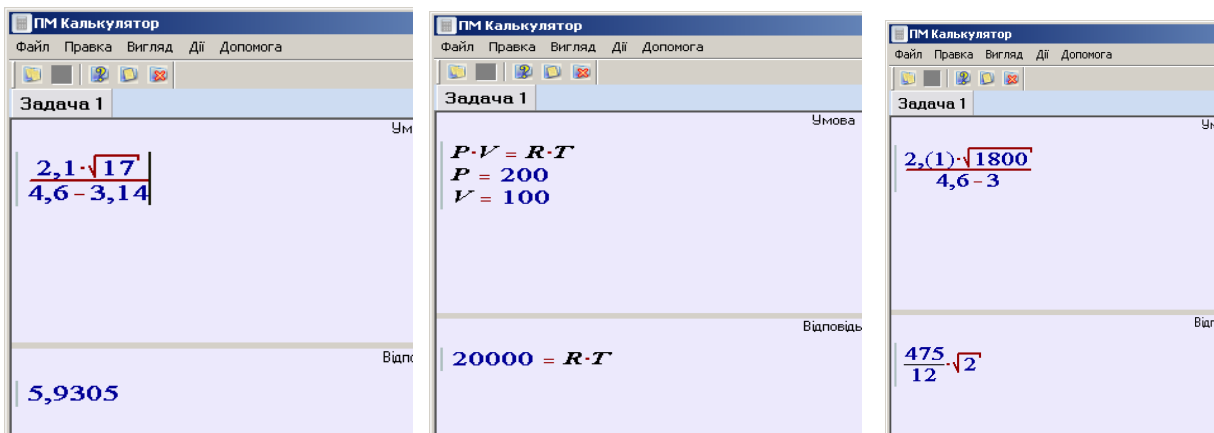 ПМ Калькулятор
Файл Правка Вигляд Дії Допомога
Задача 1
Ум
2,1·√17
4,6−3,14
Відпо
5,9305
ПМ Калькулятор
Файл Правка Вигляд Дії Допомога
Задача 1
Умова
P·V = R·T
P = 200
V = 100
Відповідь
20000 = R·T
ПМ Калькулятор
Файл Правка Вигляд Дії Допомога
Задача 1
2,(1)·√1800
4,6−3
Від
475
12
·√2